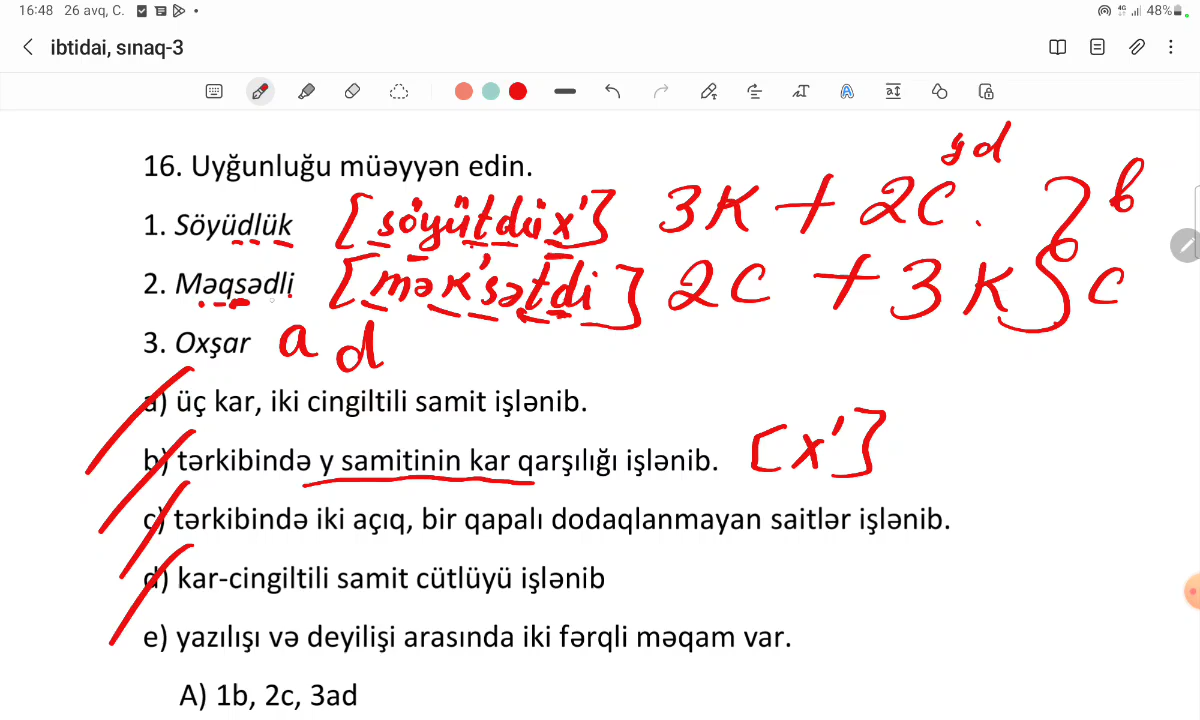 16:48 26 avq, C.
4G 48%
ibtidai, sınaq-3
16. Uyğunluğu müəyyən edin.
yd
1. Söyüdlük [söyütdüx'] 3K + 2C. b
2. Məqsədli [mək'sətdi] 2C + 3K C
3. Oxşar a d
a) üç kar, iki cingiltili samit işlənib.
b) tərkibində y samitinin kar qarşılığı işlənib. [x']
c) tərkibində iki açıq, bir qapalı dodaqlanmayan saitlər işlənib.
d) kar-cingiltili samit cütlüyü işlənib
e) yazılışı və deyilişi arasında iki fərqli məqam var.
A) 1b, 2c, 3ad